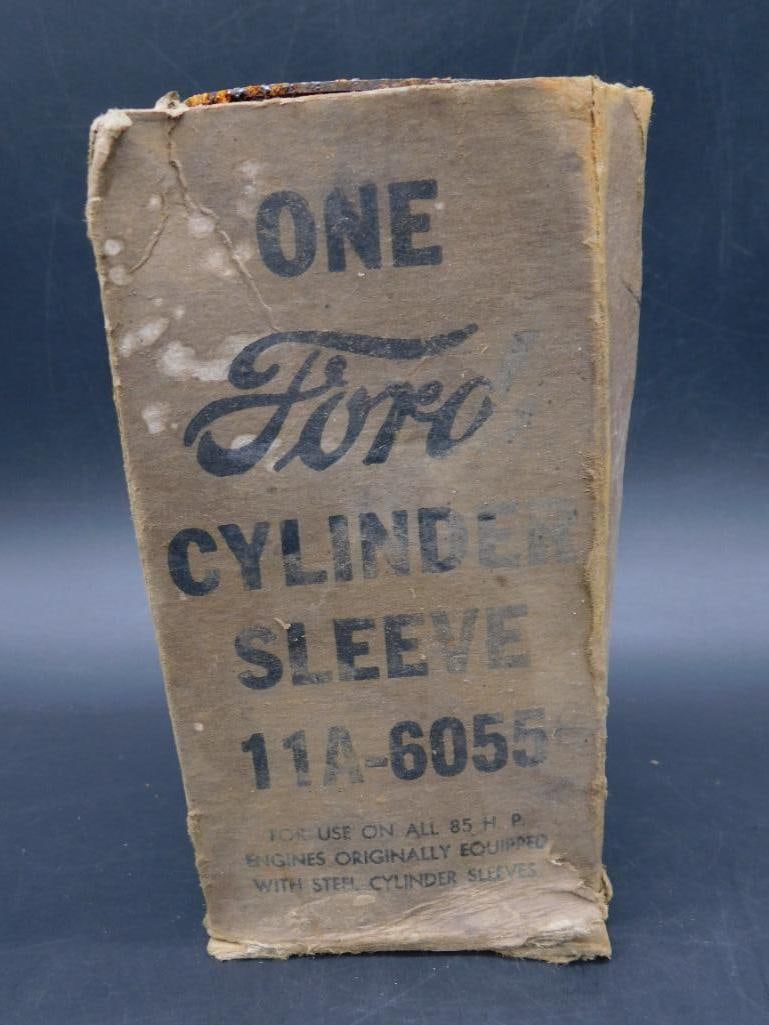 ONE
Ford
CYLINDER
SLEEVE
11A-6055
FOR USE ON ALL 85 H. P.
ENGINES ORIGINALLY EQUIPPED
WITH STEEL CYLINDER SLEEVES